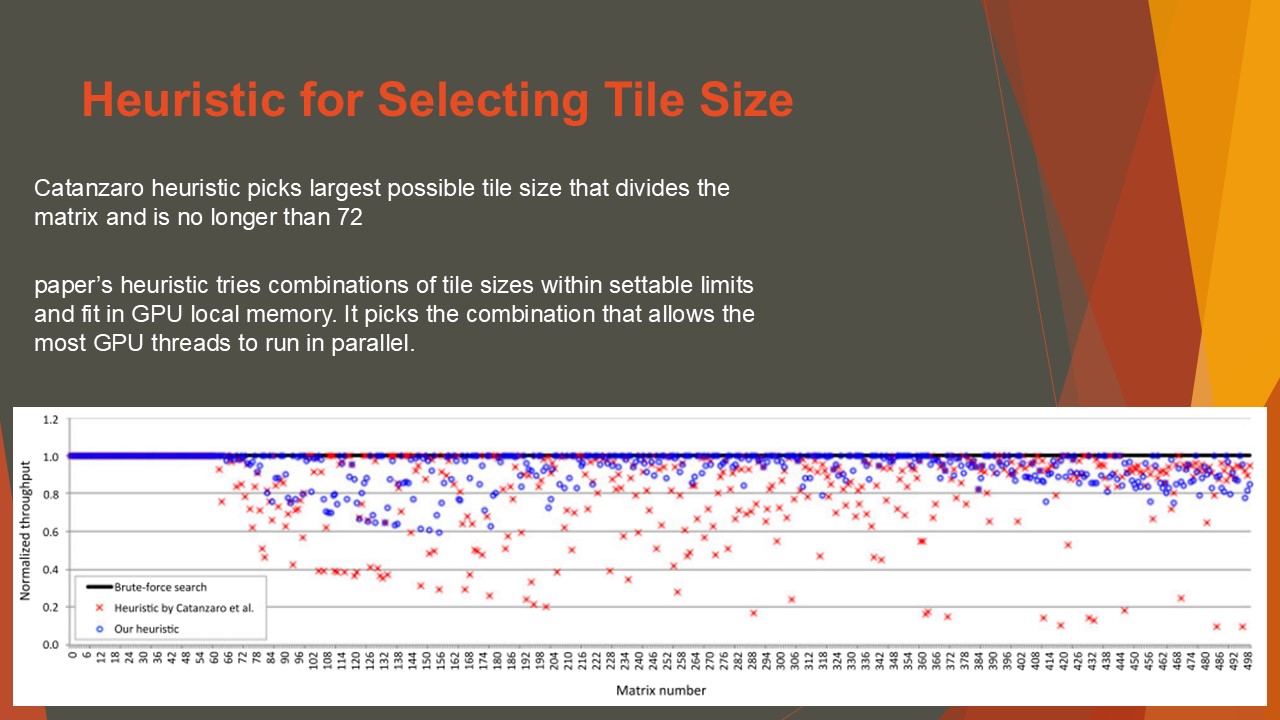 Heuristic for Selecting Tile Size
Catanzaro heuristic picks largest possible tile size that divides the
matrix and is no longer than 72
paper’s heuristic tries combinations of tile sizes within settable limits
and fit in GPU local memory. It picks the combination that allows the
most GPU threads to run in parallel.
1.2
1.0
0.8
0.6
0.4
0.2
0.0
Normalized throughput
Brute-force search
Heuristic by Catanzaro et al.
Our heuristic
0 6 12 18 24 30 36 42 48 54 60 66 72 78 84 90 96 102 108 114 120 126 132 138 144 150 156 162 168 174 180 186 192 198 204 210 216 222 228 234 240 246 252 258 264 270 276 282 288 294 300 306 312 318 324 330 336 342 348 354 360 366 372 378 384 390 396 402 408 414 420 426 432 438 444 450 456 462 468 474 480 486 492 498
Matrix number